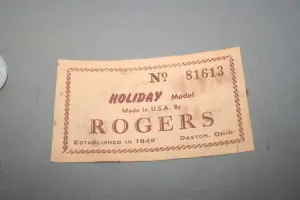 No 81613
HOLIDAY Model
Made In U.S.A. By
ROGERS
ESTABLISHED IN 1849 DAYTON, OHIO